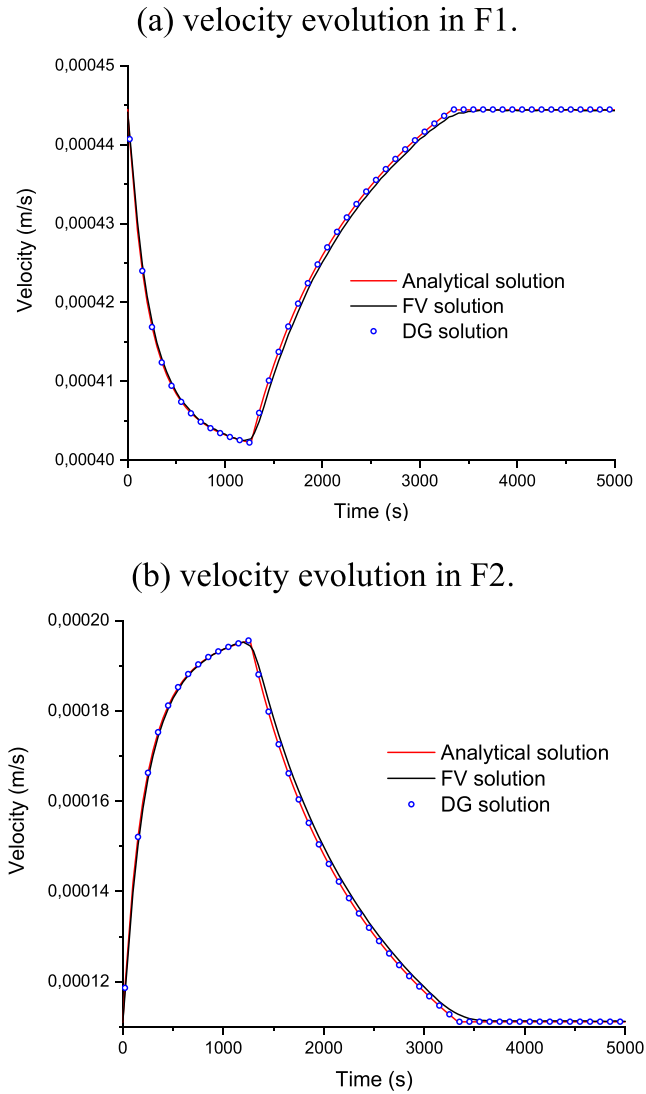 (a) velocity evolution in F1.
0,00045
0,00044
0,00043
0,00042
0,00041
0,00040
Velocity (m/s)
Analytical solution
FV solution
DG solution
0 1000 2000 3000 4000 5000
Time (s)
(b) velocity evolution in F2.
0,00020
0,00018
0,00016
0,00014
0,00012
Velocity (m/s)
Analytical solution
FV solution
DG solution
0 1000 2000 3000 4000 5000
Time (s)